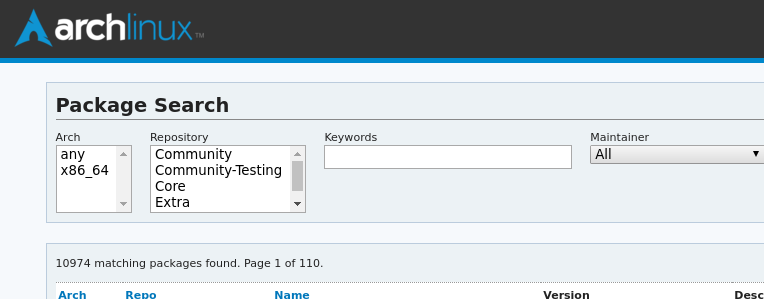 archlinux™
Package Search
Arch Repository Keywords Maintainer
any Community All
x86_64 Community-Testing
Core
Extra
10974 matching packages found. Page 1 of 110.
Arch Repo Name Version Desc